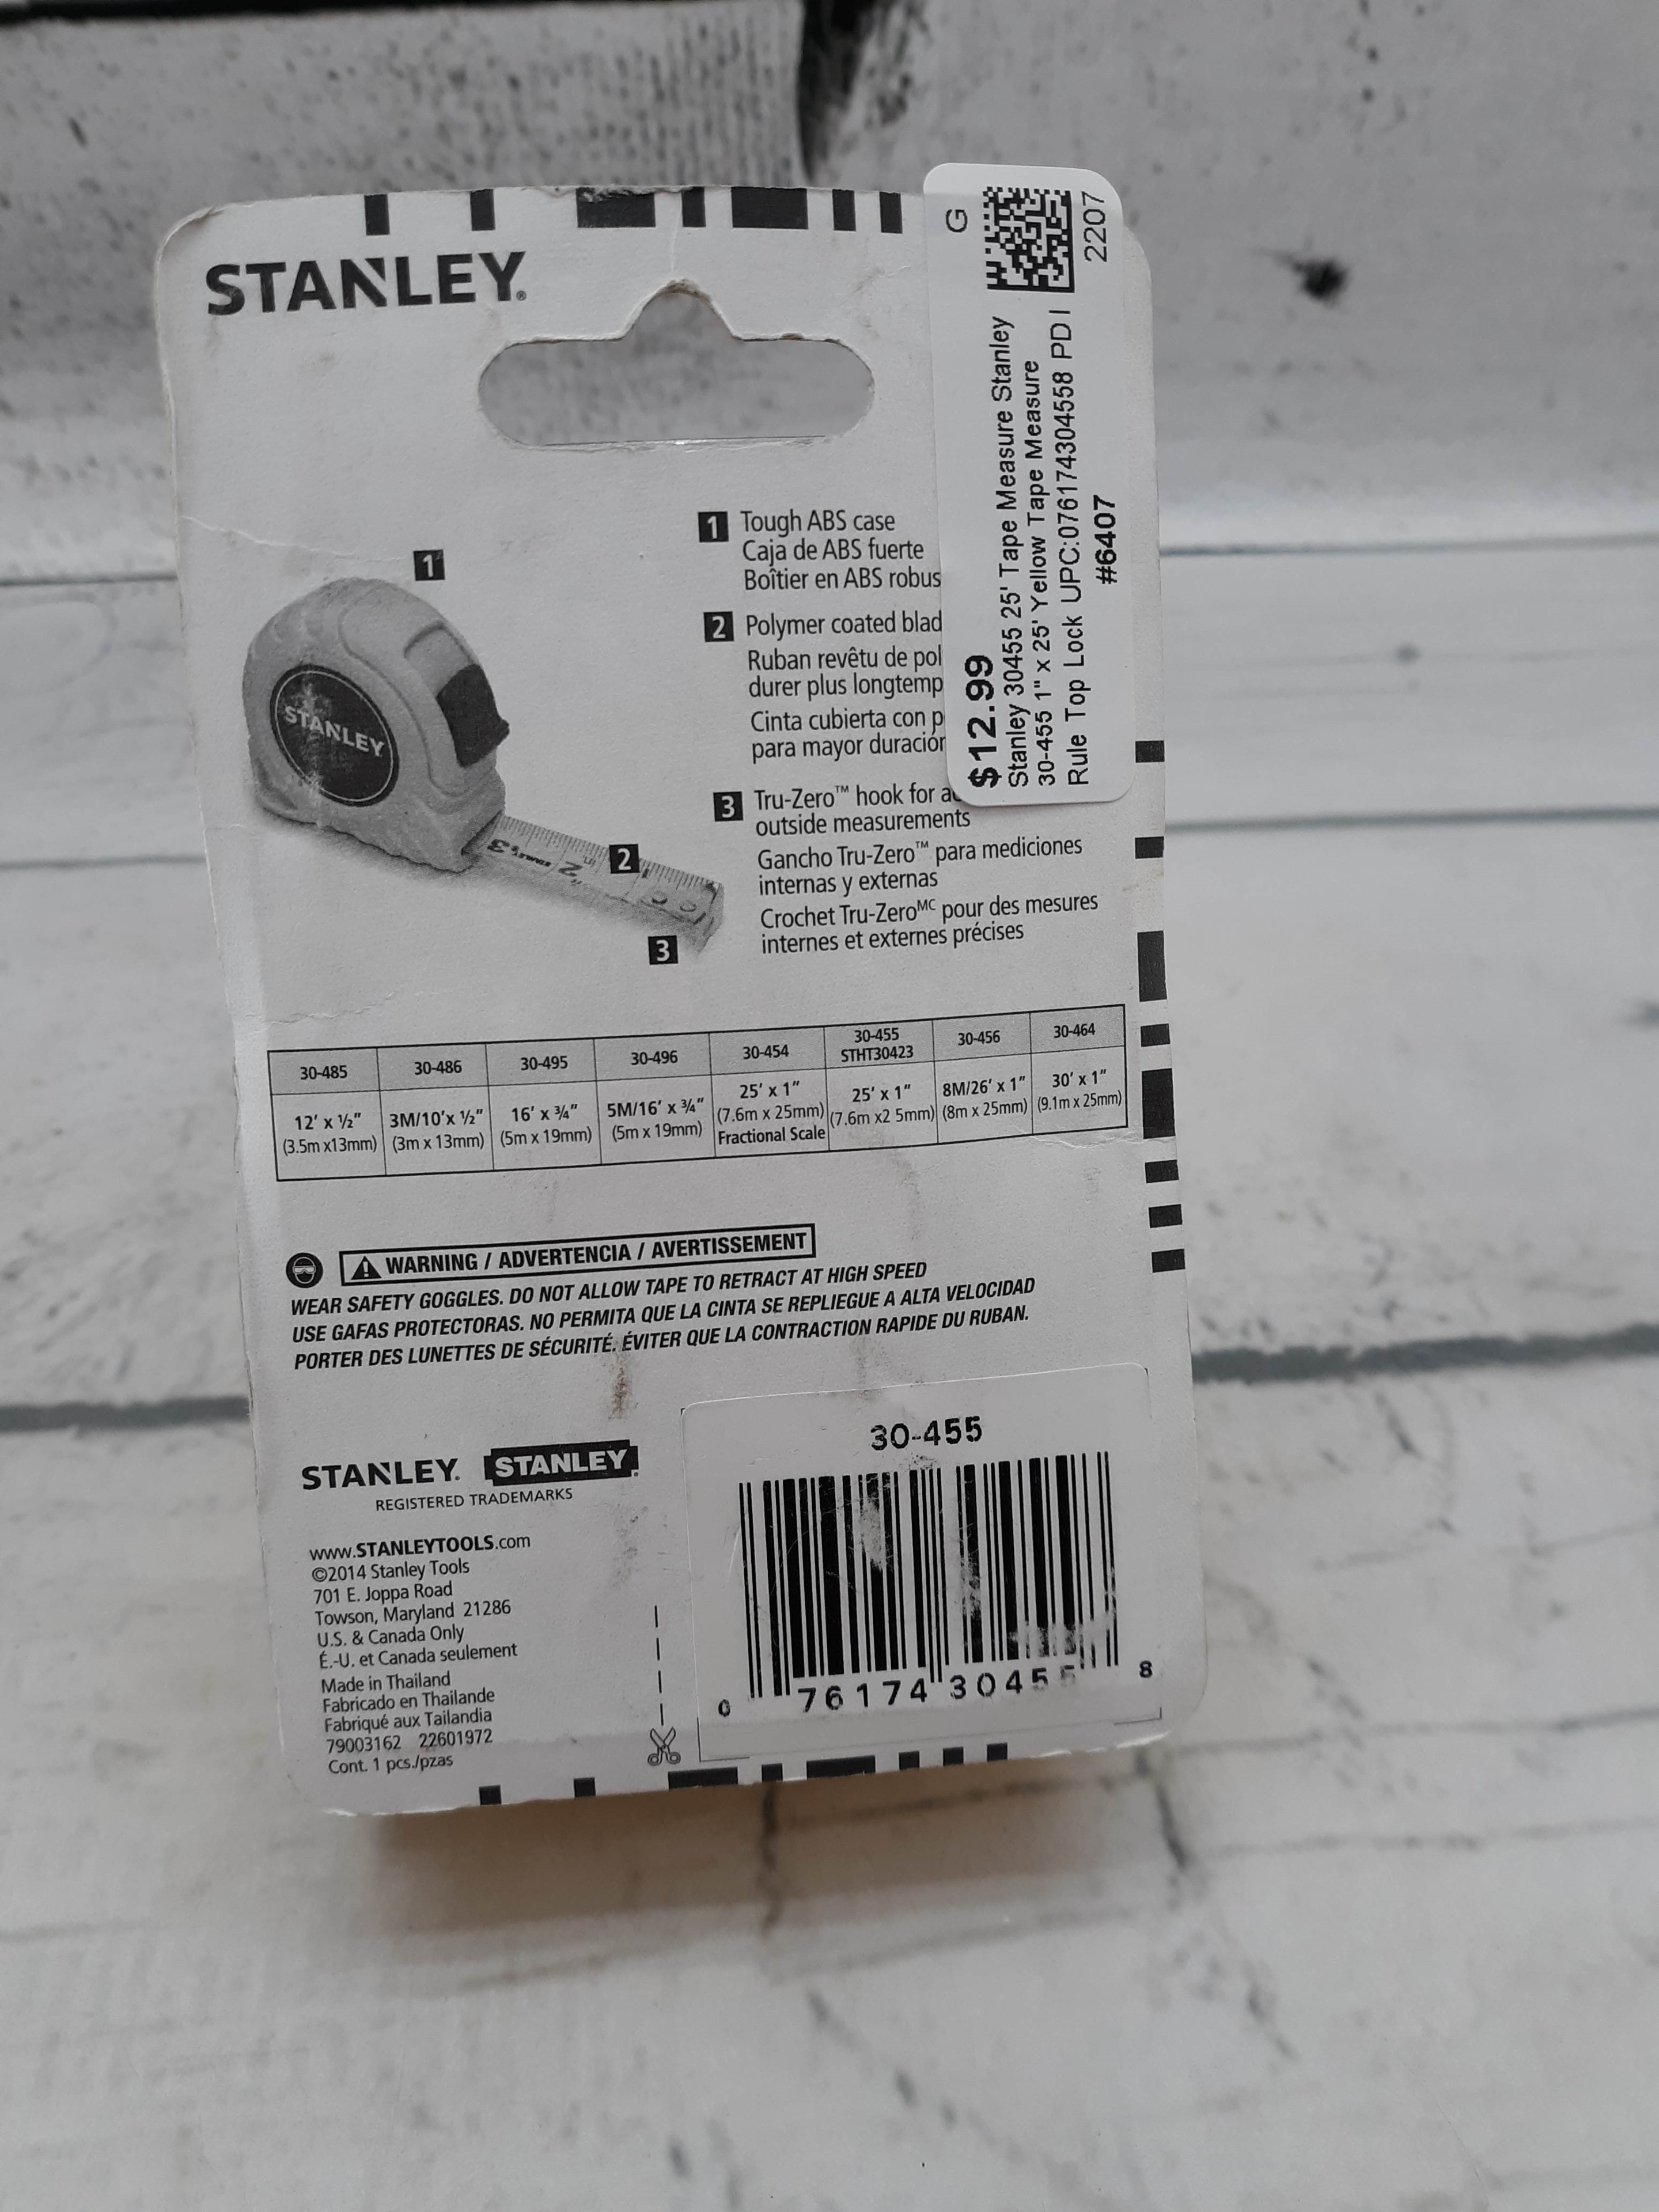 STANLEY®
1 Tough ABS case
Caja de ABS fuerte
Boîtier en ABS robus
2 Polymer coated blad
Ruban revêtu de pol
durer plus longtemp
Cinta cubierta con p
para mayor duración
3 Tru-Zero™ hook for
outside measurements
Gancho Tru-Zero™ para mediciones
internas y externas
Crochet Tru-ZeroMC pour des mesures
internes et externes précises
1
STANLEY
3 STANLEY 2 in 1
2
3
G
2207
$12.99
Stanley 30455 25' Tape Measure Stanley
30-455 1" x 25' Yellow Tape Measure
Rule Top Lock UPC:076174304558 PD I
#6407
30-485 30-486 30-495 30-496 30-454 30-455 STHT30423 30-456 30-464
12' x ½" 3M/10'x ½" 16' x ¾" 5M/16' x ¾" 25' x 1" 25' x 1" 8M/26' x 1" 30' x 1"
(3.5m x13mm) (3m x 13mm) (5m x 19mm) (5m x 19mm) (7.6m x 25mm) (7.6m x2 5mm) (8m x 25mm) (9.1m x 25mm)
Fractional Scale
WARNING / ADVERTENCIA / AVERTISSEMENT
WEAR SAFETY GOGGLES. DO NOT ALLOW TAPE TO RETRACT AT HIGH SPEED
USE GAFAS PROTECTORAS. NO PERMITA QUE LA CINTA SE REPLIEGUE A ALTA VELOCIDAD
PORTER DES LUNETTES DE SÉCURITÉ. ÉVITER QUE LA CONTRACTION RAPIDE DU RUBAN.
STANLEY. STANLEY®
REGISTERED TRADEMARKS
www.STANLEYTOOLS.com
©2014 Stanley Tools
701 E. Joppa Road
Towson, Maryland 21286
U.S. & Canada Only
É.-U. et Canada seulement
Made in Thailand
Fabricado en Thailande
Fabriqué aux Tailandia
79003162 22601972
Cont. 1 pcs./pzas
30-455
0 76174 30455 8